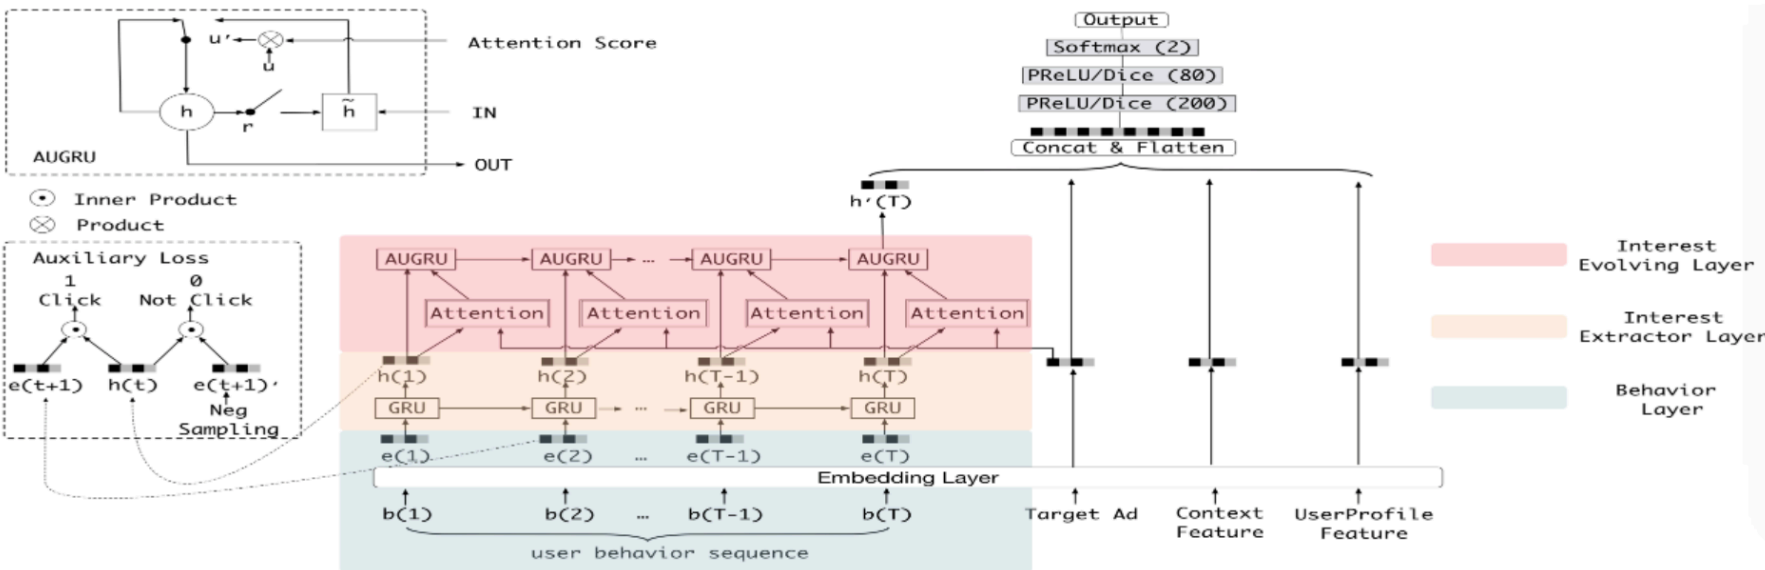 Output
Softmax (2)
PReLU/Dice (80)
PReLU/Dice (200)
Concat & Flatten
u'
u
Attention Score
h
r
h̃
IN
AUGRU
OUT
Inner Product
Product
Auxiliary Loss
1
Click
0
Not Click
e(t+1)
h(t)
e(t+1)'
Neg
Sampling
h'(T)
AUGRU
AUGRU
...
AUGRU
AUGRU
Attention
Attention
Attention
Attention
h(1)
h(2)
h(T-1)
h(T)
GRU
GRU
...
GRU
GRU
e(1)
e(2)
...
e(T-1)
e(T)
Embedding Layer
b(1)
b(2)
...
b(T-1)
b(T)
user behavior sequence
Target Ad
Context
Feature
UserProfile
Feature
Interest
Evolving Layer
Interest
Extractor Layer
Behavior
Layer